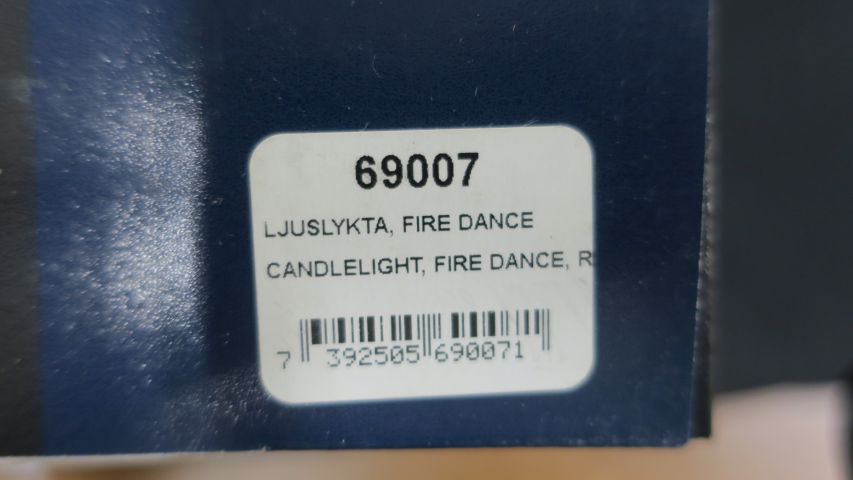 69007
LJUSLYKTA, FIRE DANCE
CANDLELIGHT, FIRE DANCE, R
7 392505 690071